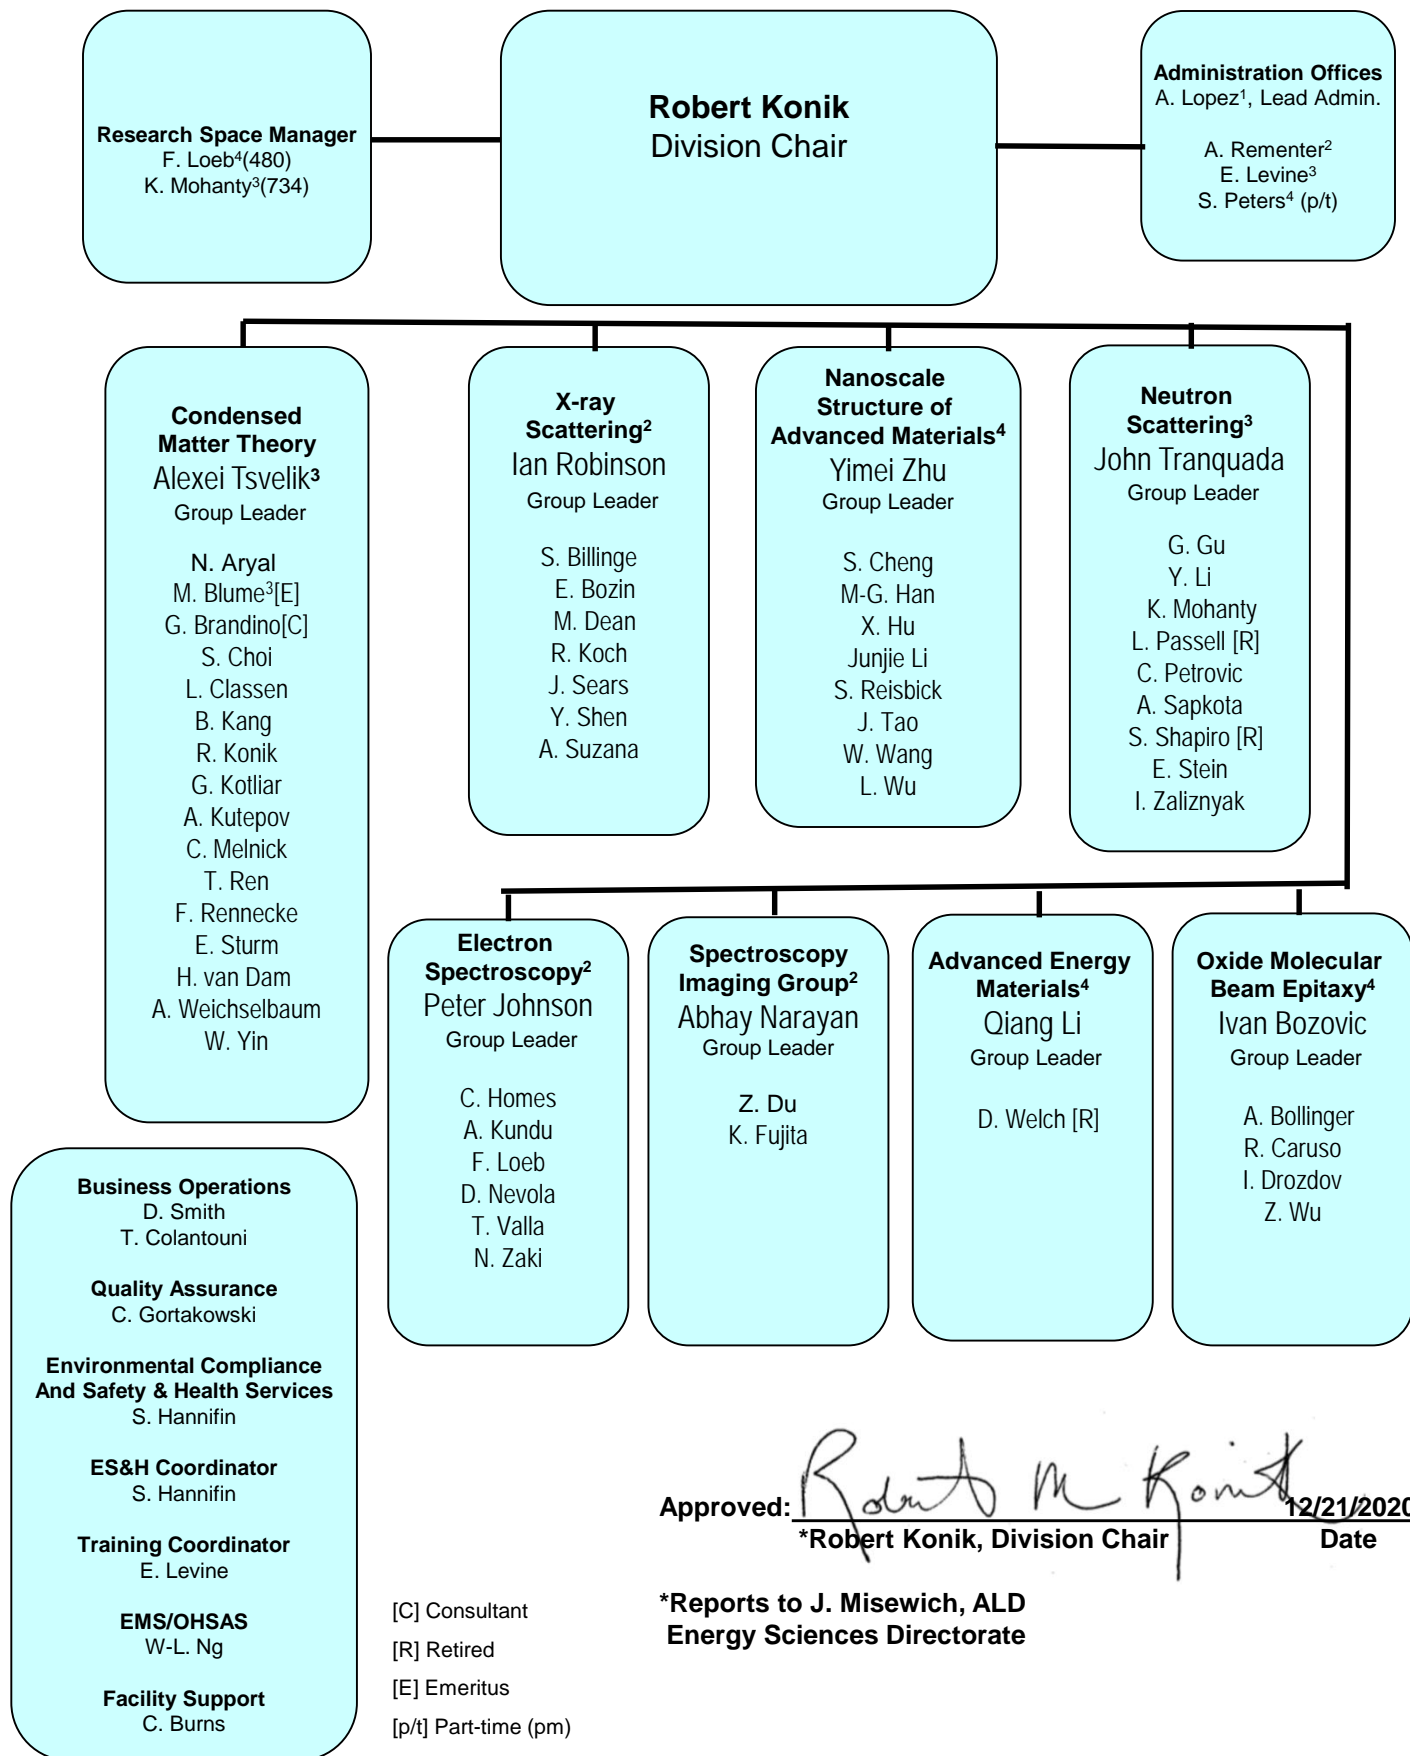 Research Space Manager
F. Loeb⁴(480)
K. Mohanty³(734)
Robert Konik
Division Chair
Administration Offices
A. Lopez¹, Lead Admin.
A. Rementer²
E. Levine³
S. Peters⁴ (p/t)
Condensed
Matter Theory
Alexei Tsvelik³
Group Leader
N. Aryal
M. Blume³[E]
G. Brandino[C]
S. Choi
L. Classen
B. Kang
R. Konik
G. Kotliar
A. Kutepov
C. Melnick
T. Ren
F. Rennecke
E. Sturm
H. van Dam
A. Weichselbaum
W. Yin
X-ray
Scattering²
Ian Robinson
Group Leader
S. Billinge
E. Bozin
M. Dean
R. Koch
J. Sears
Y. Shen
A. Suzana
Nanoscale
Structure of
Advanced Materials⁴
Yimei Zhu
Group Leader
S. Cheng
M-G. Han
X. Hu
Junjie Li
S. Reisbick
J. Tao
W. Wang
L. Wu
Neutron
Scattering³
John Tranquada
Group Leader
G. Gu
Y. Li
K. Mohanty
L. Passell [R]
C. Petrovic
A. Sapkota
S. Shapiro [R]
E. Stein
I. Zaliznyak
Electron
Spectroscopy²
Peter Johnson
Group Leader
C. Homes
A. Kundu
F. Loeb
D. Nevola
T. Valla
N. Zaki
Spectroscopy
Imaging Group²
Abhay Narayan
Group Leader
Z. Du
K. Fujita
Advanced Energy
Materials⁴
Qiang Li
Group Leader
D. Welch [R]
Oxide Molecular
Beam Epitaxy⁴
Ivan Bozovic
Group Leader
A. Bollinger
R. Caruso
I. Drozdov
Z. Wu
Business Operations
D. Smith
T. Colantouni
Quality Assurance
C. Gortakowski
Environmental Compliance
And Safety & Health Services
S. Hannifin
ES&H Coordinator
S. Hannifin
Training Coordinator
E. Levine
EMS/OHSAS
W-L. Ng
Facility Support
C. Burns
[C] Consultant
[R] Retired
[E] Emeritus
[p/t] Part-time (pm)
Approved: Robert M Konik 12/21/2020
*Robert Konik, Division Chair Date
*Reports to J. Misewich, ALD
Energy Sciences Directorate